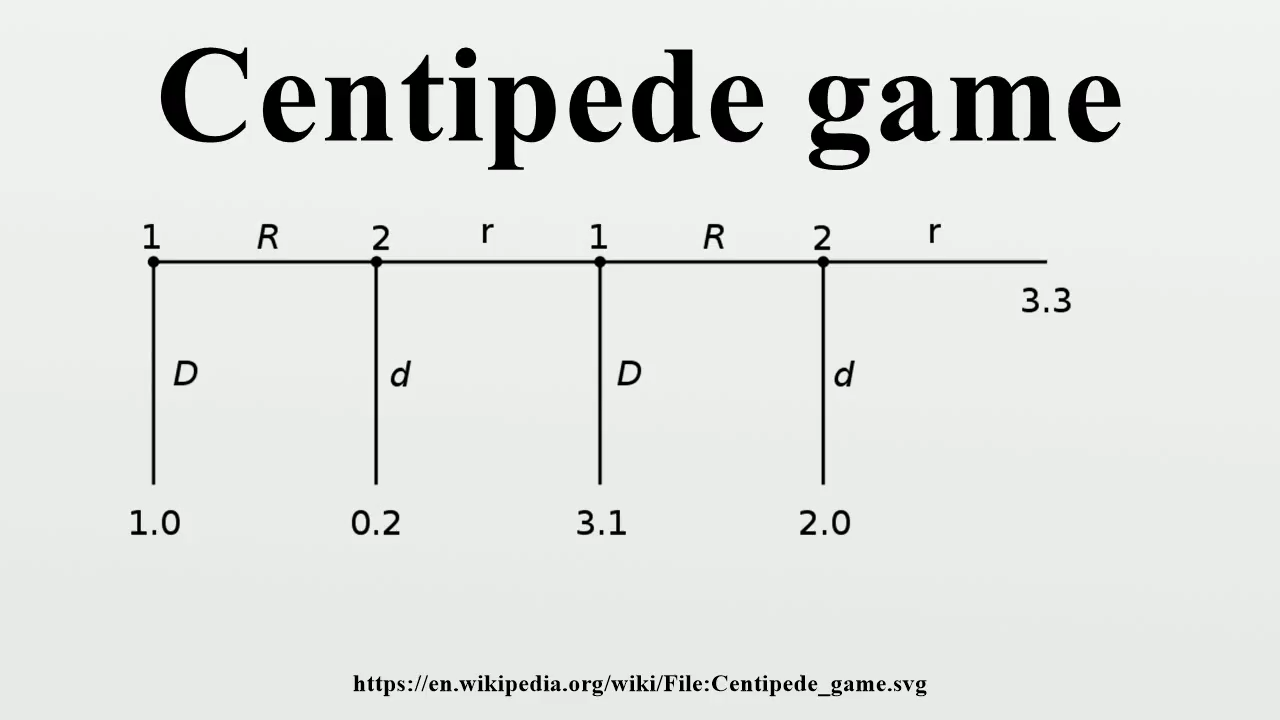 Centipede game
1 R 2 r 1 R 2 r
3.3
D d D d
1.0 0.2 3.1 2.0
https://en.wikipedia.org/wiki/File:Centipede_game.svg